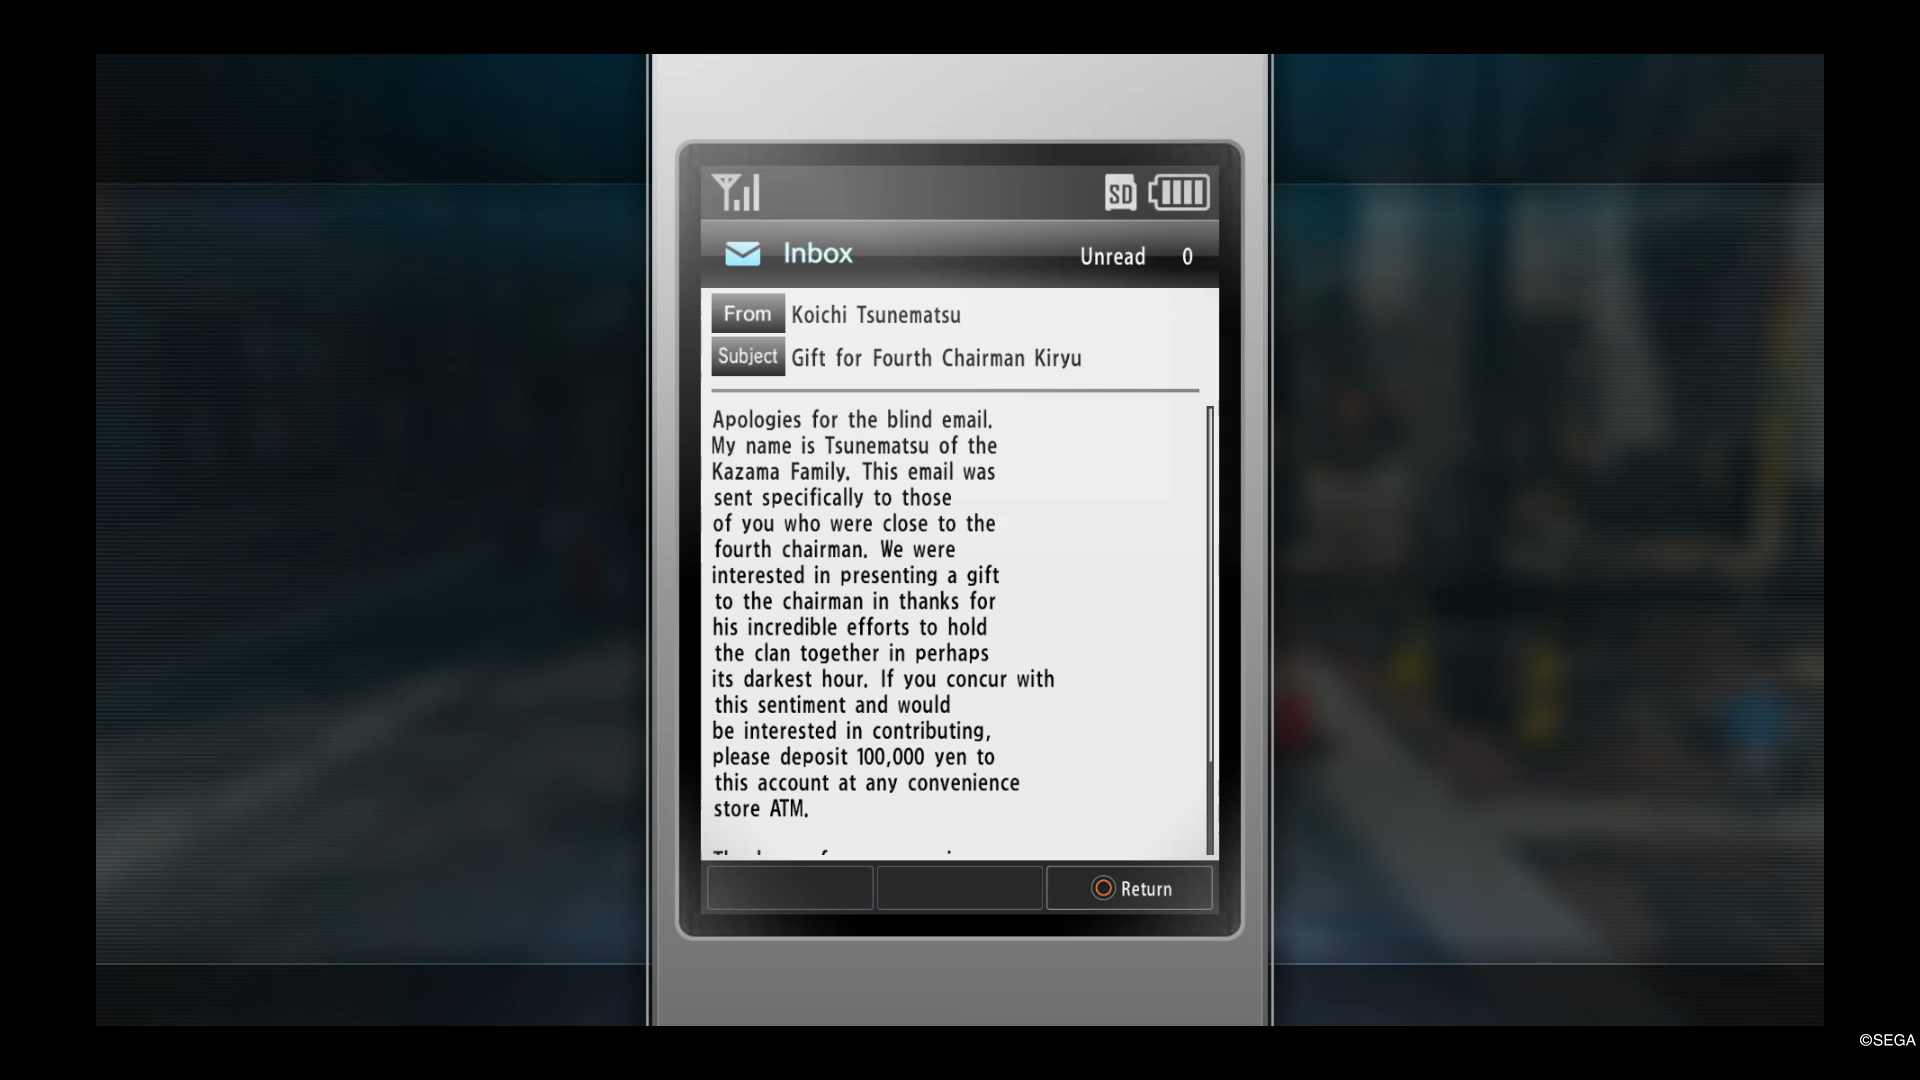 SD
Inbox
Unread 0
From Koichi Tsunematsu
Subject Gift for Fourth Chairman Kiryu
Apologies for the blind email.
My name is Tsunematsu of the
Kazama Family. This email was
sent specifically to those
of you who were close to the
fourth chairman. We were
interested in presenting a gift
to the chairman in thanks for
his incredible efforts to hold
the clan together in perhaps
its darkest hour. If you concur with
this sentiment and would
be interested in contributing,
please deposit 100,000 yen to
this account at any convenience
store ATM.
Return
©SEGA